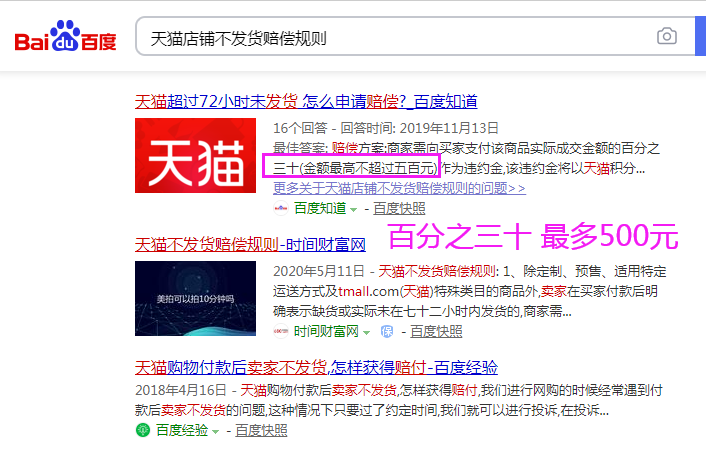 Bai du 百度
天猫店铺不发货赔偿规则
天猫超过72小时未发货 怎么申请赔偿?_百度知道
天猫
16个回答 - 回答时间: 2019年11月13日
最佳答案: 赔偿方案:商家需向买家支付该商品实际成交金额的百分之
三十(金额最高不超过五百元)作为违约金,该违约金将以天猫积分...
更多关于天猫店铺不发货赔偿规则的问题>>
百度知道 - 百度快照
百分之三十 最多500元
天猫不发货赔偿规则-时间财富网
美拍可以拍10分钟吗
2020年5月11日 - 天猫不发货赔偿规则: 1、除定制、预售、适用特定
运送方式及tmall.com(天猫)特殊类目的商品外,卖家在买家付款后明
确表示缺货或实际未在七十二小时内发货的,商家需...
时间财富网 保 - 百度快照
天猫购物付款后卖家不发货,怎样获得赔付-百度经验
2018年4月16日 - 天猫购物付款后卖家不发货,怎样获得赔付,我们进行网购的时候经常遇到付
款后卖家不发货的问题,这种情况下只要过了约定时间,我们就可以进行投诉,在投诉...
百度经验 - 百度快照